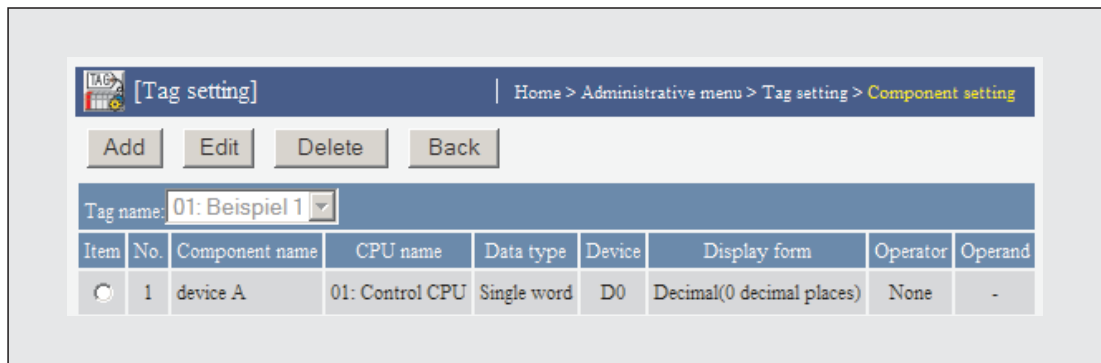 TAG
[Tag setting]
Home > Administrative menu > Tag setting > Component setting
Add Edit Delete Back
Tag name: 01: Beispiel 1
Item No. Component name CPU name Data type Device Display form Operator Operand
1 device A 01: Control CPU Single word D0 Decimal(0 decimal places) None -